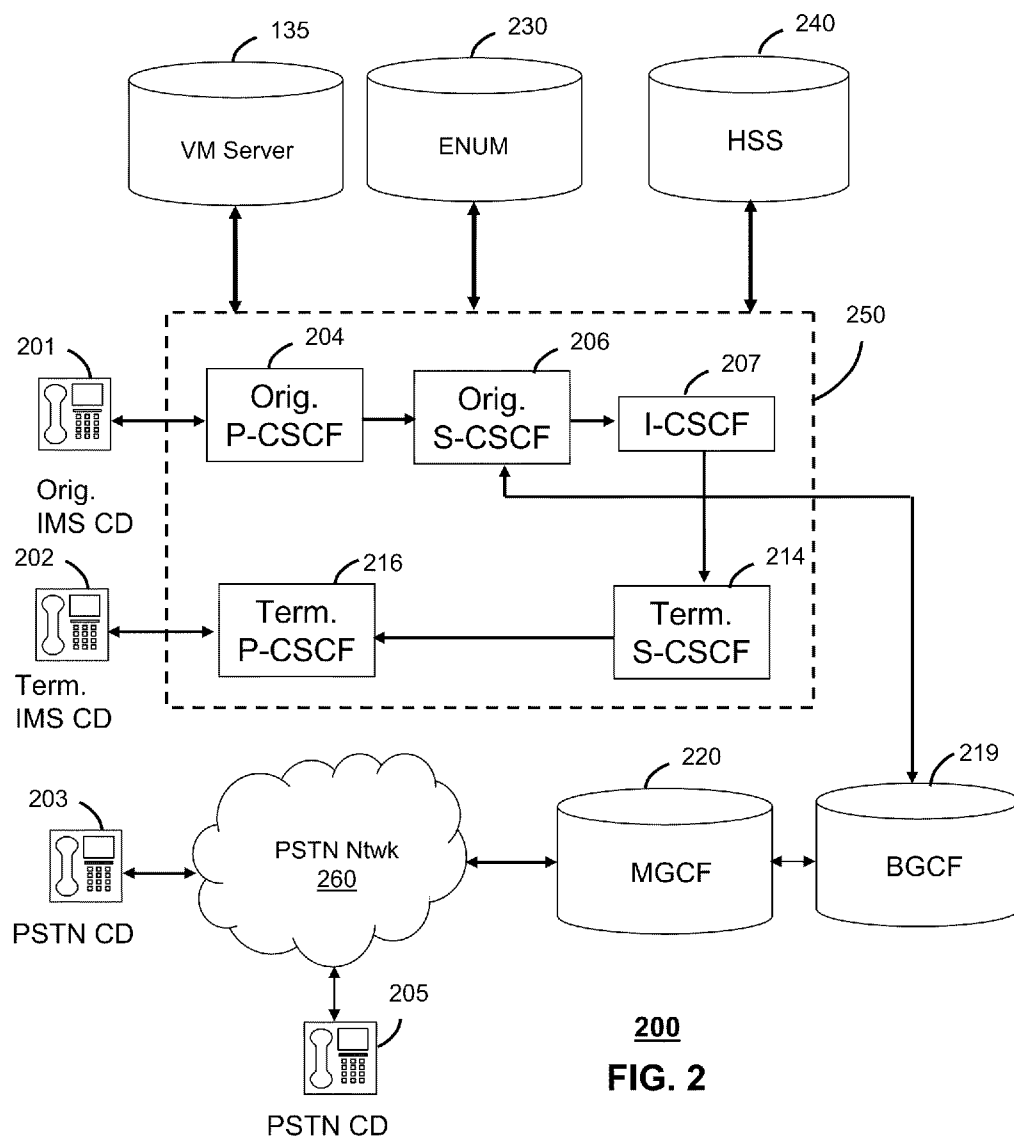 135
230
240
VM Server
ENUM
HSS
250
201
204
206
207
Orig.
P-CSCF
Orig.
S-CSCF
I-CSCF
Orig.
IMS CD
202
216
214
Term.
P-CSCF
Term.
S-CSCF
Term.
IMS CD
203
220
219
PSTN Ntwk
260
MGCF
BGCF
PSTN CD
205
PSTN CD
200
FIG. 2